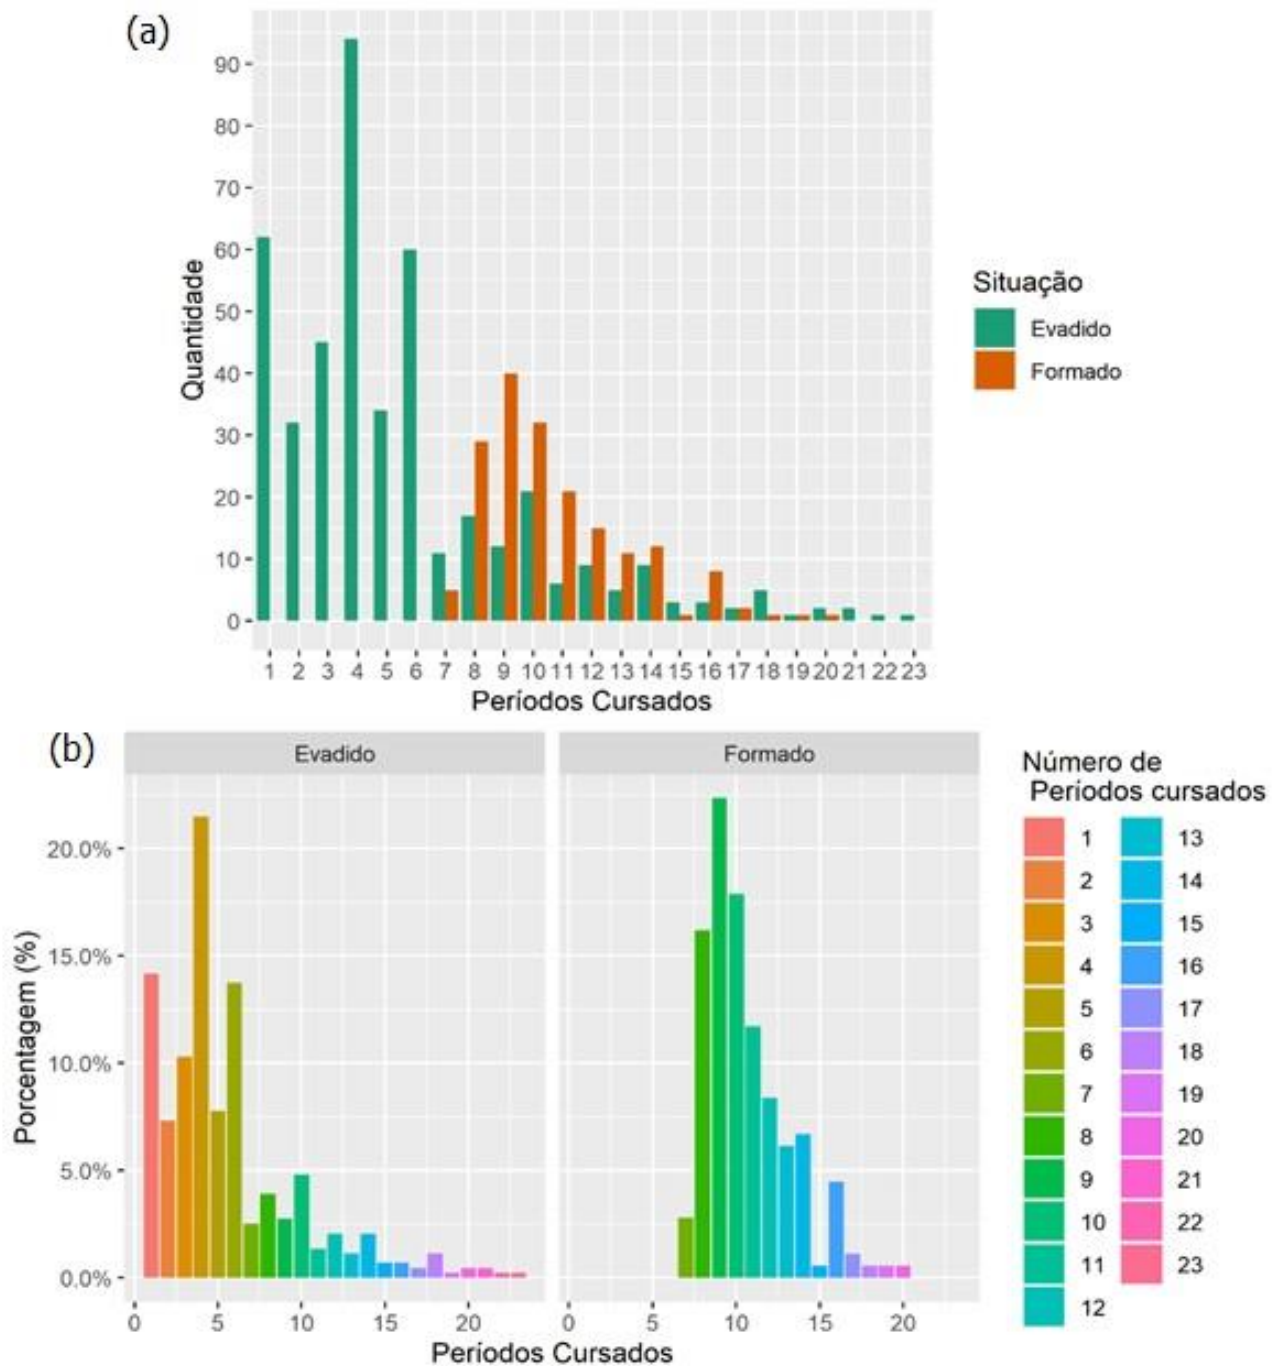 (a)
90
80
70
60
50
40
30
20
10
0
Quantidade
1 2 3 4 5 6 7 8 9 10 11 12 13 14 15 16 17 18 19 20 21 22 23
Períodos Cursados
Situação
Evadido
Formado
(b)
Evadido
Formado
20.0%
15.0%
10.0%
5.0%
0.0%
Porcentagem (%)
0 5 10 15 20
0 5 10 15 20
Períodos Cursados
Número de
Períodos cursados
1
2
3
4
5
6
7
8
9
10
11
12
13
14
15
16
17
18
19
20
21
22
23